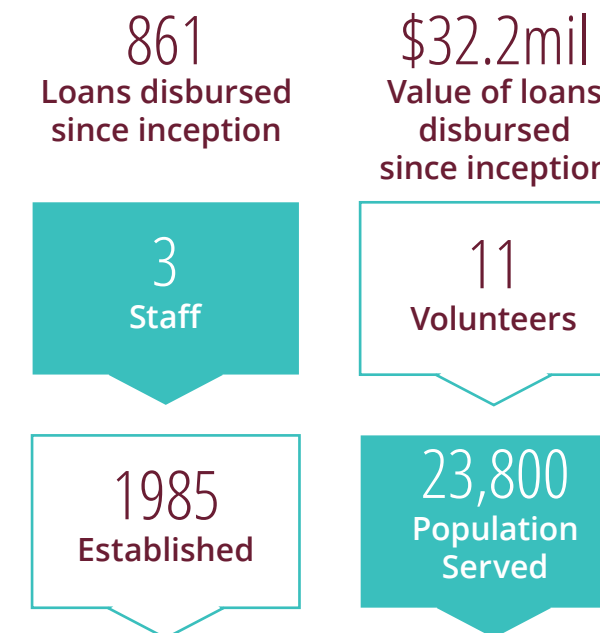 861
Loans disbursed
since inception
$32.2mil
Value of loans
disbursed
since inception
3
Staff
11
Volunteers
1985
Established
23,800
Population
Served